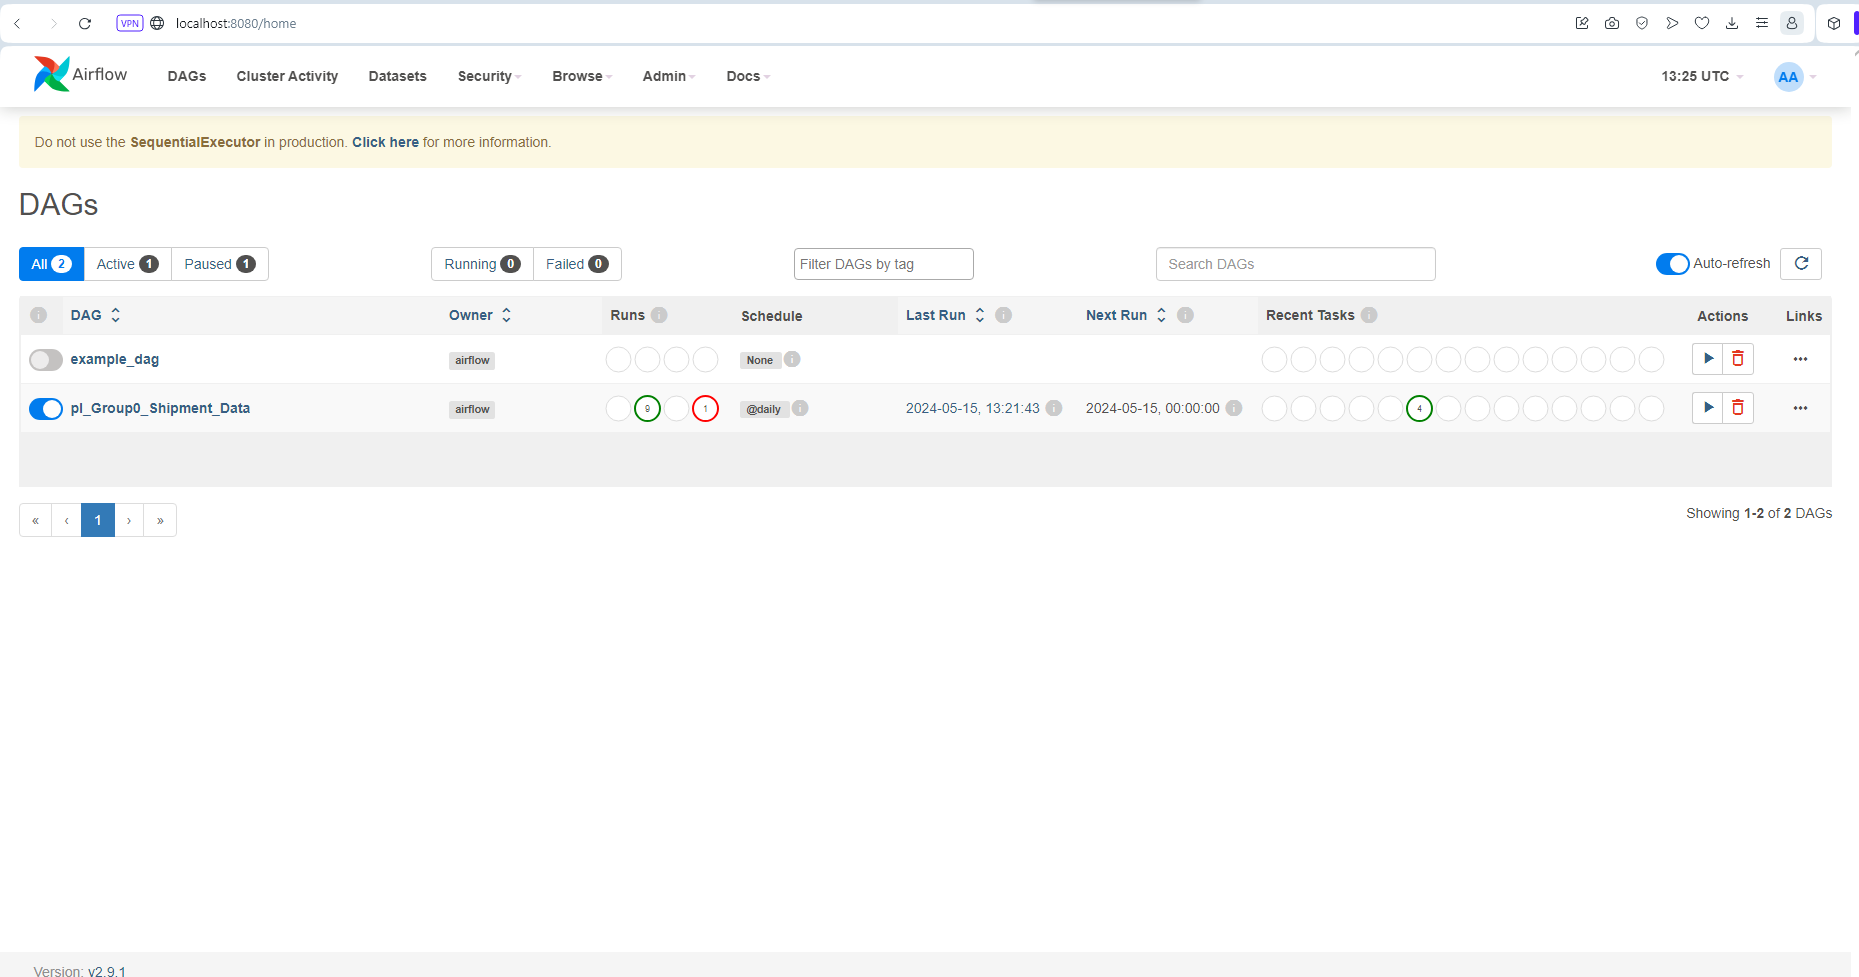 VPN localhost:8080/home
Airflow DAGs Cluster Activity Datasets Security Browse Admin Docs 13:25 UTC AA
Do not use the SequentialExecutor in production. Click here for more information.
DAGs
All 2 Active 1 Paused 1 Running 0 Failed 0 Filter DAGs by tag Search DAGs Auto-refresh
i DAG Owner Runs i Schedule Last Run i Next Run i Recent Tasks i Actions Links
example_dag airflow None i
pl_Group0_Shipment_Data airflow 9 1 @daily i 2024-05-15, 13:21:43 i 2024-05-15, 00:00:00 i 4
« ‹ 1 › » Showing 1-2 of 2 DAGs
Version: v2.9.1